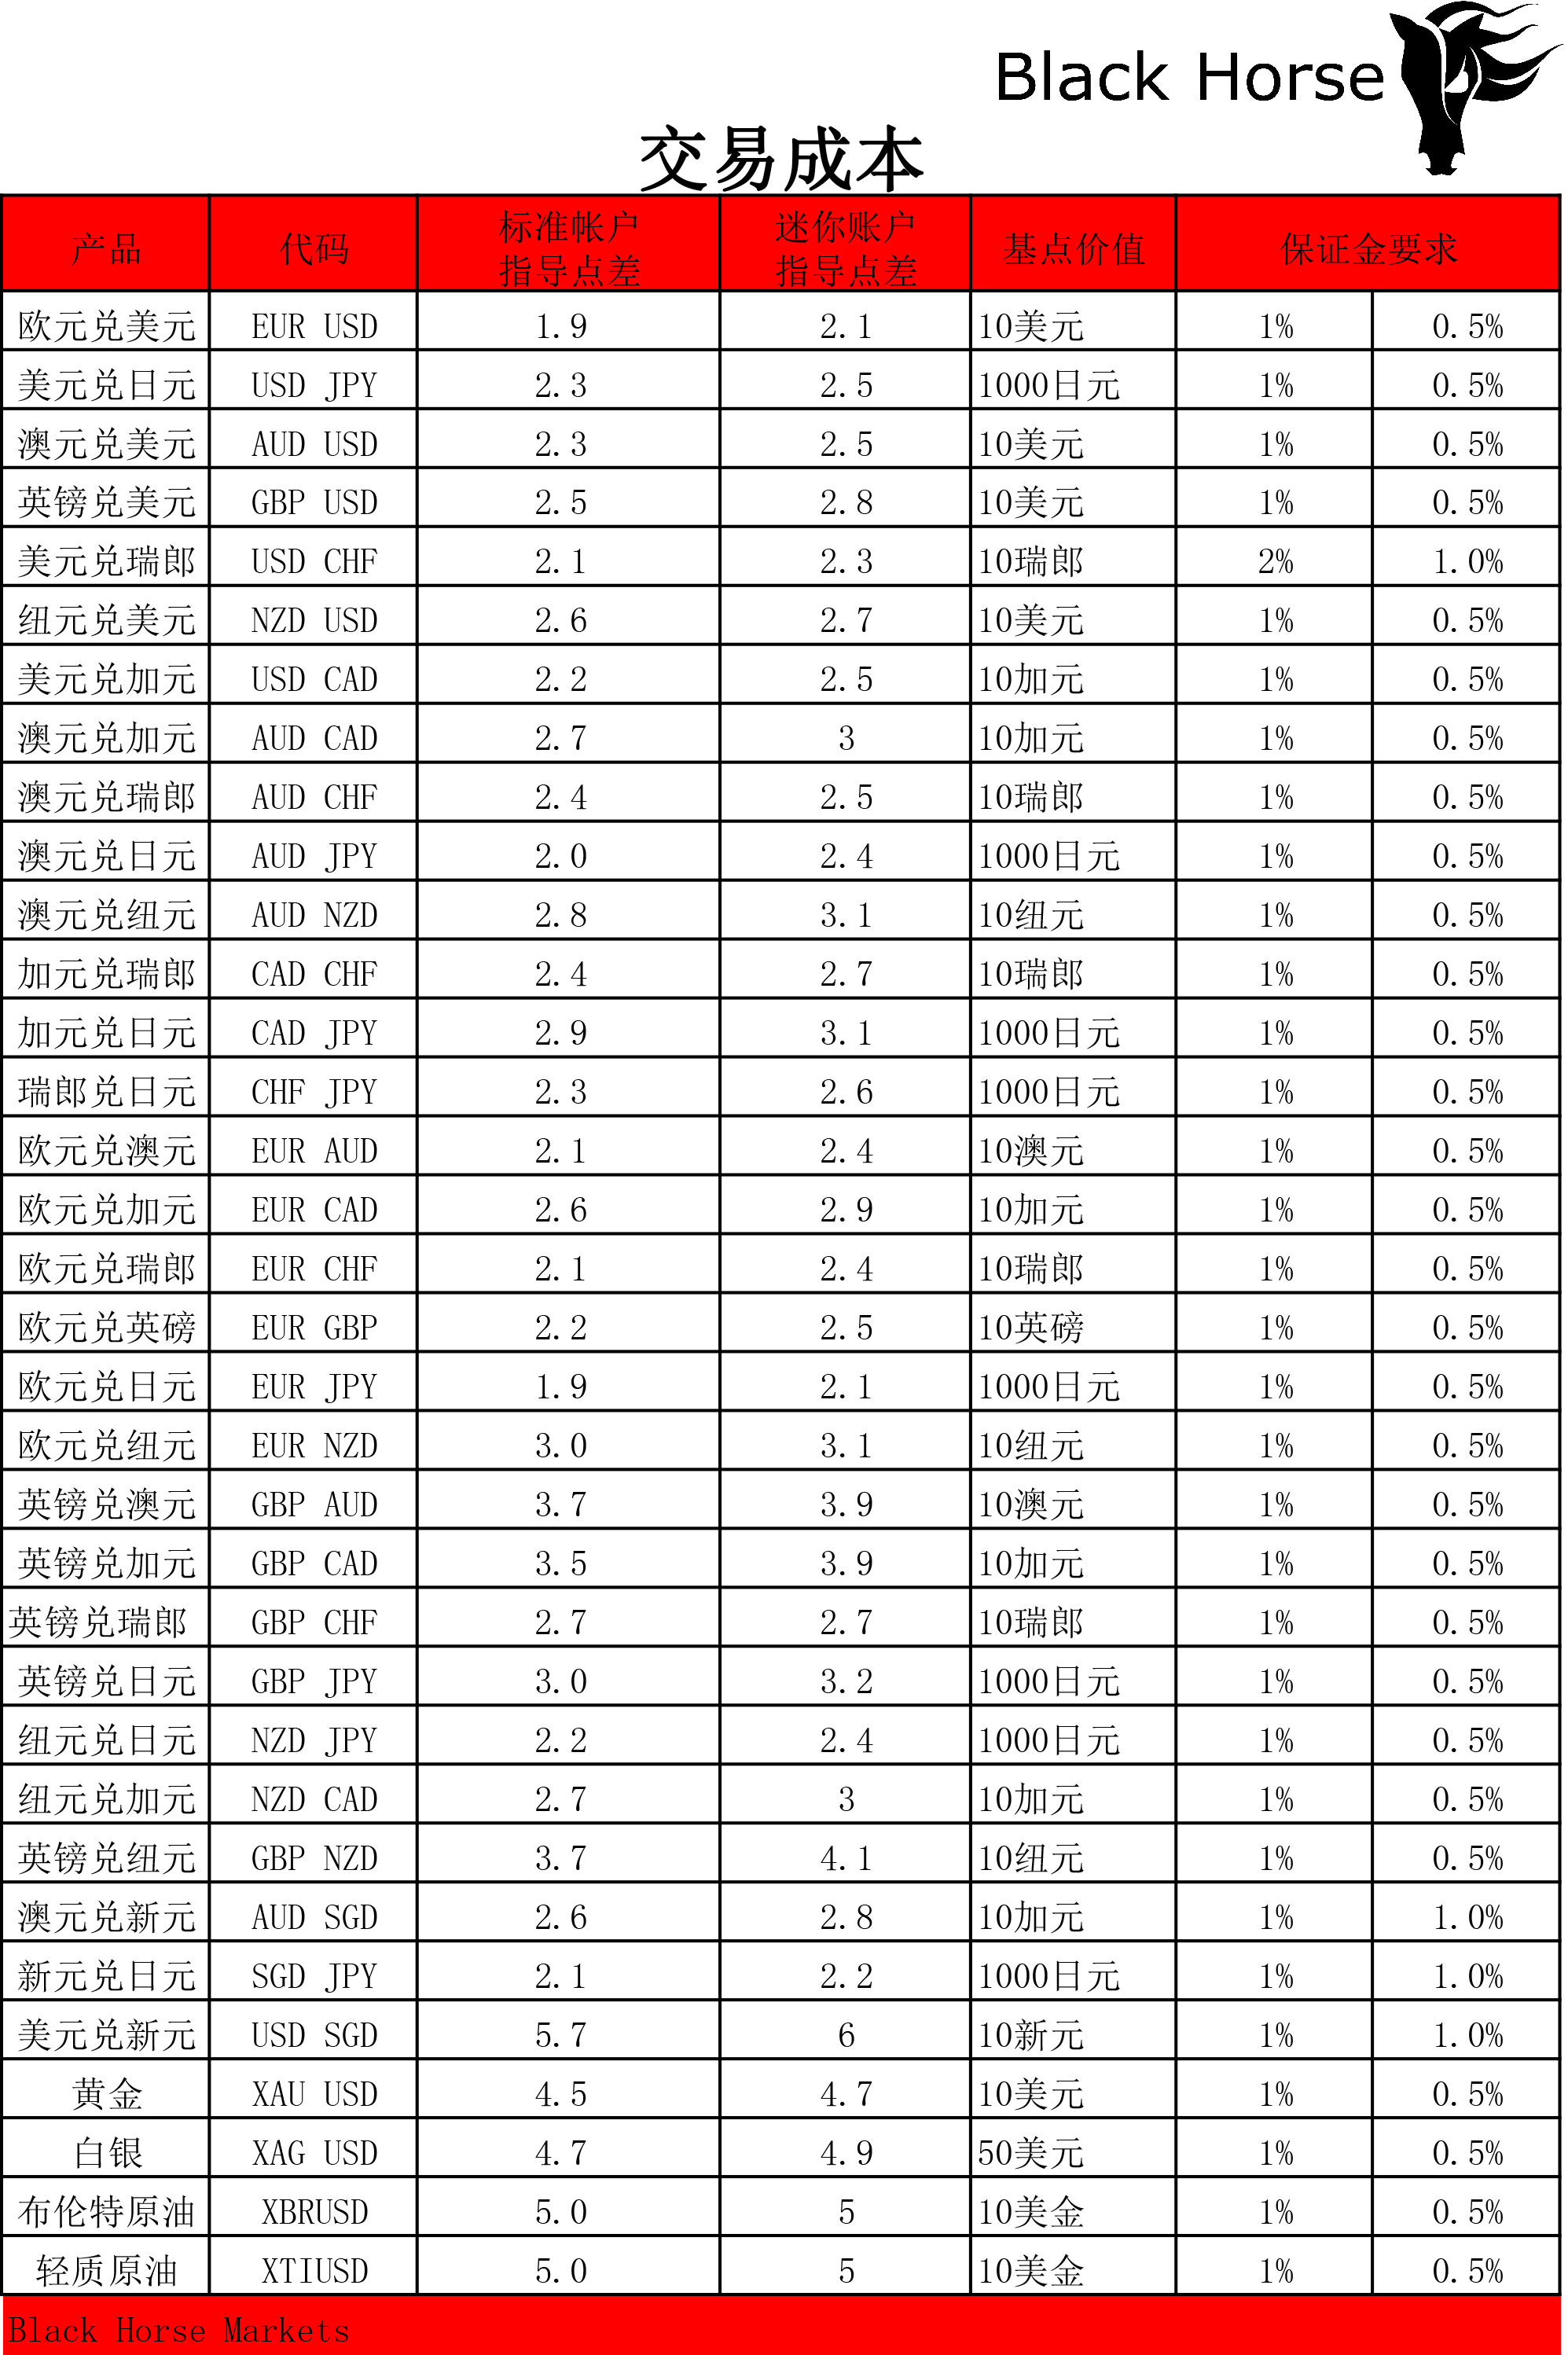 Black Horse
交易成本
产品 代码 标准帐户 指导点差 迷你账户 指导点差 基点价值 保证金要求
欧元兑美元 EUR USD 1.9 2.1 10美元 1% 0.5%
美元兑日元 USD JPY 2.3 2.5 1000日元 1% 0.5%
澳元兑美元 AUD USD 2.3 2.5 10美元 1% 0.5%
英镑兑美元 GBP USD 2.5 2.8 10美元 1% 0.5%
美元兑瑞郎 USD CHF 2.1 2.3 10瑞郎 2% 1.0%
纽元兑美元 NZD USD 2.6 2.7 10美元 1% 0.5%
美元兑加元 USD CAD 2.2 2.5 10加元 1% 0.5%
澳元兑加元 AUD CAD 2.7 3 10加元 1% 0.5%
澳元兑瑞郎 AUD CHF 2.4 2.5 10瑞郎 1% 0.5%
澳元兑日元 AUD JPY 2.0 2.4 1000日元 1% 0.5%
澳元兑纽元 AUD NZD 2.8 3.1 10纽元 1% 0.5%
加元兑瑞郎 CAD CHF 2.4 2.7 10瑞郎 1% 0.5%
加元兑日元 CAD JPY 2.9 3.1 1000日元 1% 0.5%
瑞郎兑日元 CHF JPY 2.3 2.6 1000日元 1% 0.5%
欧元兑澳元 EUR AUD 2.1 2.4 10澳元 1% 0.5%
欧元兑加元 EUR CAD 2.6 2.9 10加元 1% 0.5%
欧元兑瑞郎 EUR CHF 2.1 2.4 10瑞郎 1% 0.5%
欧元兑英磅 EUR GBP 2.2 2.5 10英磅 1% 0.5%
欧元兑日元 EUR JPY 1.9 2.1 1000日元 1% 0.5%
欧元兑纽元 EUR NZD 3.0 3.1 10纽元 1% 0.5%
英镑兑澳元 GBP AUD 3.7 3.9 10澳元 1% 0.5%
英镑兑加元 GBP CAD 3.5 3.9 10加元 1% 0.5%
英镑兑瑞郎 GBP CHF 2.7 2.7 10瑞郎 1% 0.5%
英镑兑日元 GBP JPY 3.0 3.2 1000日元 1% 0.5%
纽元兑日元 NZD JPY 2.2 2.4 1000日元 1% 0.5%
纽元兑加元 NZD CAD 2.7 3 10加元 1% 0.5%
英镑兑纽元 GBP NZD 3.7 4.1 10纽元 1% 0.5%
澳元兑新元 AUD SGD 2.6 2.8 10加元 1% 1.0%
新元兑日元 SGD JPY 2.1 2.2 1000日元 1% 1.0%
美元兑新元 USD SGD 5.7 6 10新元 1% 1.0%
黄金 XAU USD 4.5 4.7 10美元 1% 0.5%
白银 XAG USD 4.7 4.9 50美元 1% 0.5%
布伦特原油 XBRUSD 5.0 5 10美金 1% 0.5%
轻质原油 XTIUSD 5.0 5 10美金 1% 0.5%
Black Horse Markets